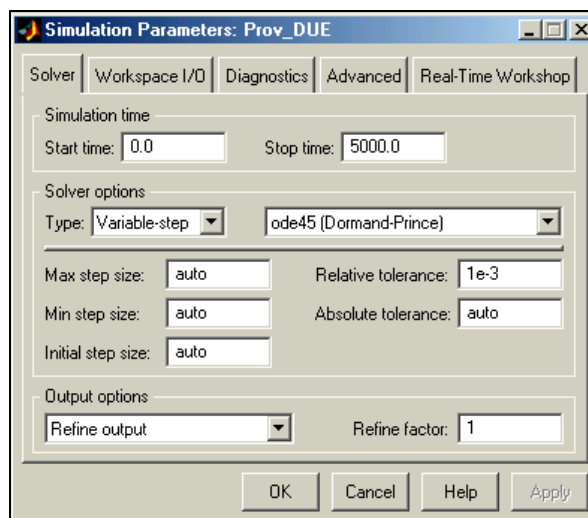 Simulation Parameters: Prov_DUE
Solver Workspace I/O Diagnostics Advanced Real-Time Workshop
Simulation time
Start time: 0.0 Stop time: 5000.0
Solver options
Type: Variable-step ode45 (Dormand-Prince)
Max step size: auto Relative tolerance: 1e-3
Min step size: auto Absolute tolerance: auto
Initial step size: auto
Output options
Refine output Refine factor: 1
OK Cancel Help Apply